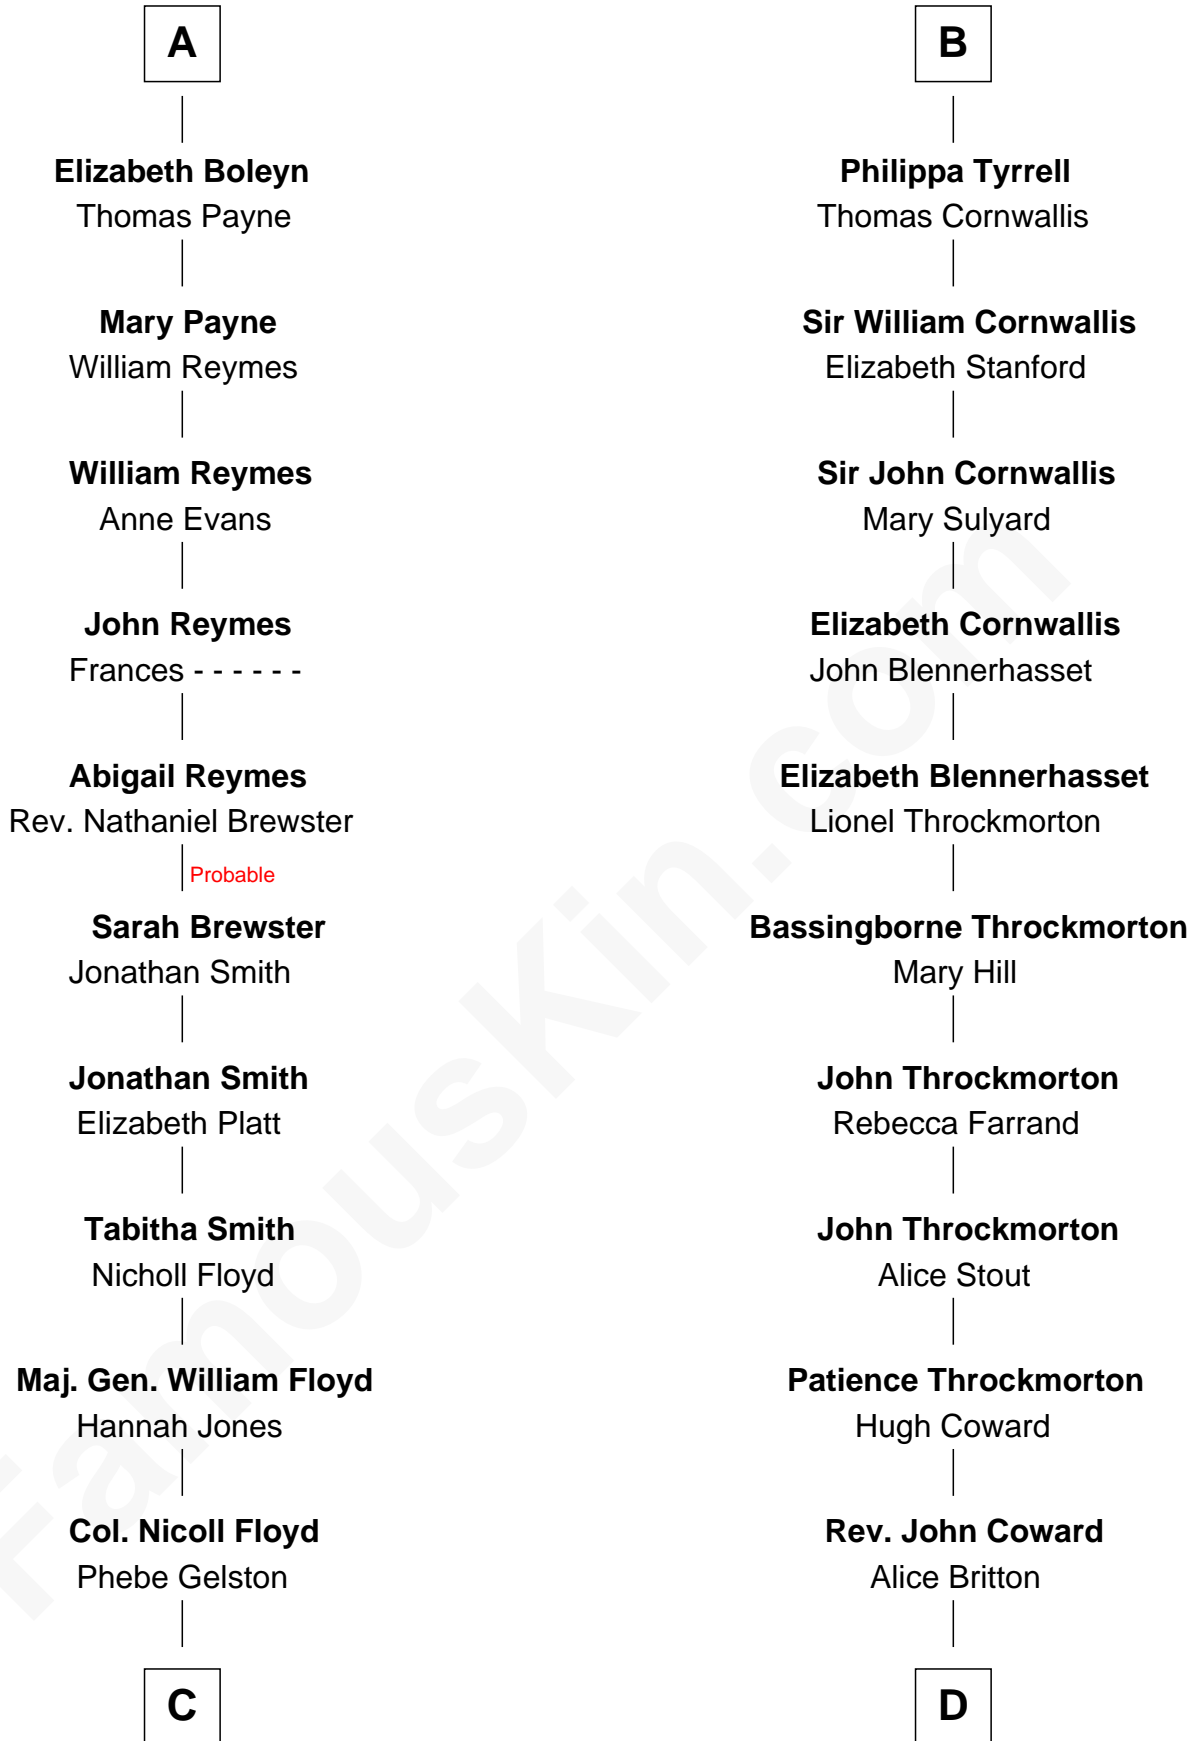 A
Elizabeth Boleyn
Thomas Payne
Mary Payne
William Reymes
William Reymes
Anne Evans
John Reymes
Frances - - - - - -
Abigail Reymes
Rev. Nathaniel Brewster
Probable
Sarah Brewster
Jonathan Smith
Jonathan Smith
Elizabeth Platt
Tabitha Smith
Nicholl Floyd
Maj. Gen. William Floyd
Hannah Jones
Col. Nicoll Floyd
Phebe Gelston
C
B
Philippa Tyrrell
Thomas Cornwallis
Sir William Cornwallis
Elizabeth Stanford
Sir John Cornwallis
Mary Sulyard
Elizabeth Cornwallis
John Blennerhasset
Elizabeth Blennerhasset
Lionel Throckmorton
Bassingborne Throckmorton
Mary Hill
John Throckmorton
Rebecca Farrand
John Throckmorton
Alice Stout
Patience Throckmorton
Hugh Coward
Rev. John Coward
Alice Britton
D
FamousKin.com